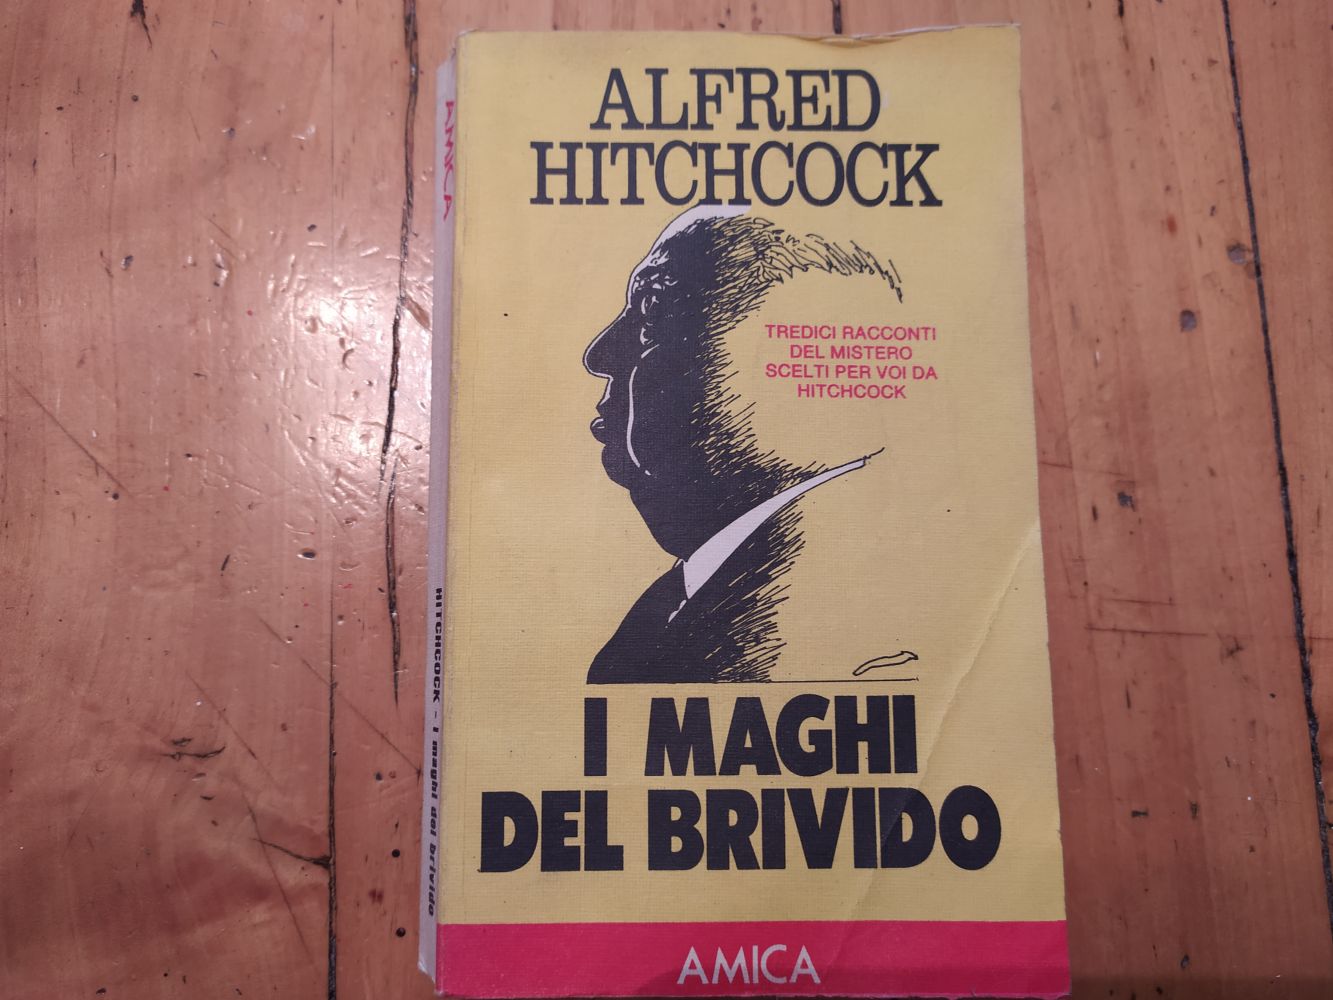 ALFRED
HITCHCOCK
TREDICI RACCONTI
DEL MISTERO
SCELTI PER VOI DA
HITCHCOCK
I MAGHI
DEL BRIVIDO
AMICA
AMICA
HITCHCOCK - I maghi del brivido